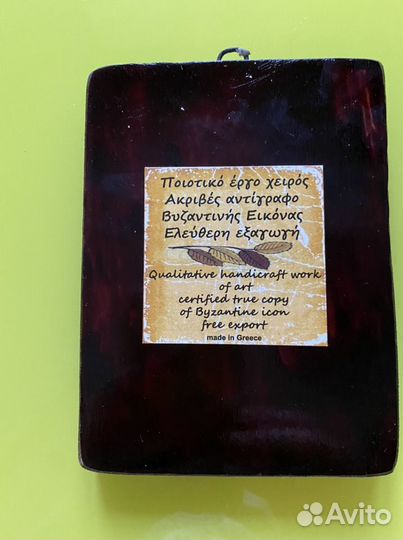 Ποιοτικό έργο χειρός
Ακριβές αντίγραφο
Βυζαντινής Εικόνας
Ελεύθερη εξαγωγή
Qualitative handicraft work
of art
certified true copy
of Byzantine icon
free export
made in Greece
Avito